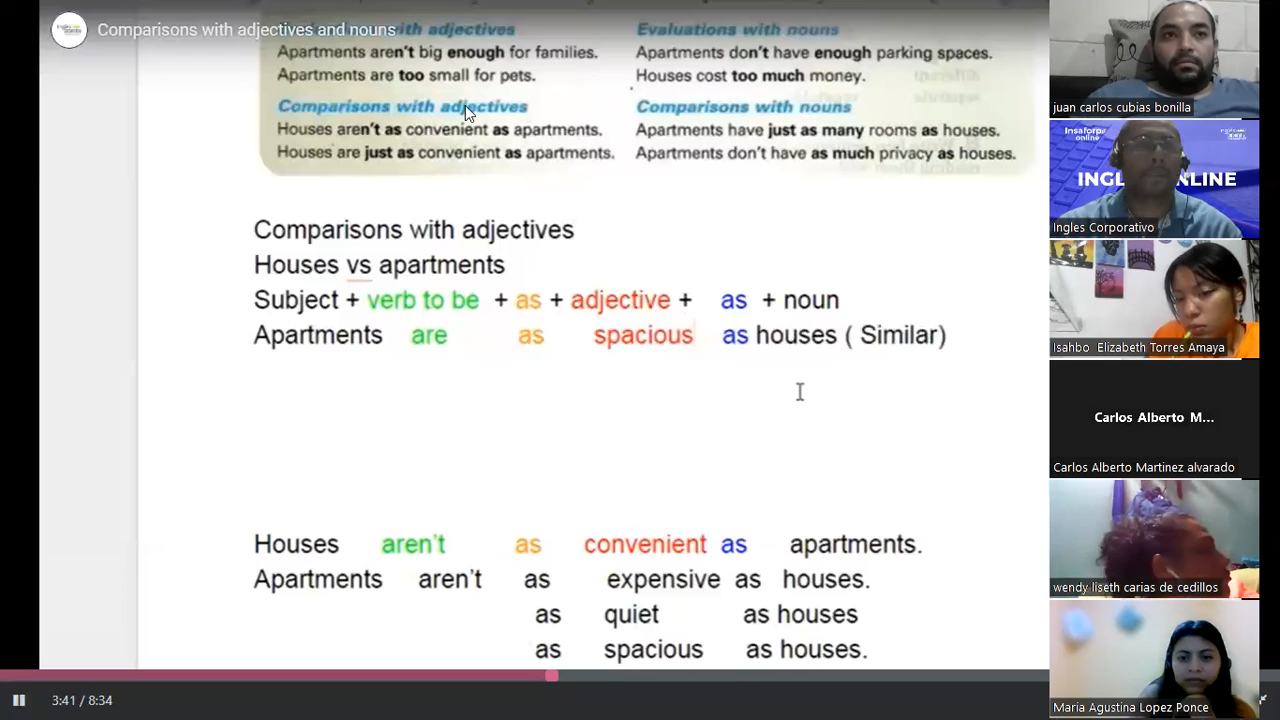 Comparisons with adjectives and nouns
with adjectives
Apartments aren't big enough for families.
Apartments are too small for pets.
Comparisons with adjectives
Houses aren't as convenient as apartments.
Houses are just as convenient as apartments.
Evaluations with nouns
Apartments don't have enough parking spaces.
Houses cost too much money.
Comparisons with nouns
Apartments have just as many rooms as houses.
Apartments don't have as much privacy as houses.
Comparisons with adjectives
Houses vs apartments
Subject + verb to be + as + adjective + as + noun
Apartments are as spacious as houses ( Similar)
Houses aren't as convenient as apartments.
Apartments aren't as expensive as houses.
as quiet as houses
as spacious as houses.
3:41 / 8:34
juan carlos cubias bonilla
Insaforp
online
INGL NLINE
Ingles Corporativo
Isahbo Elizabeth Torres Amaya
Carlos Alberto M...
Carlos Alberto Martinez alvarado
wendy liseth carias de cedillos
Maria Agustina Lopez Ponce